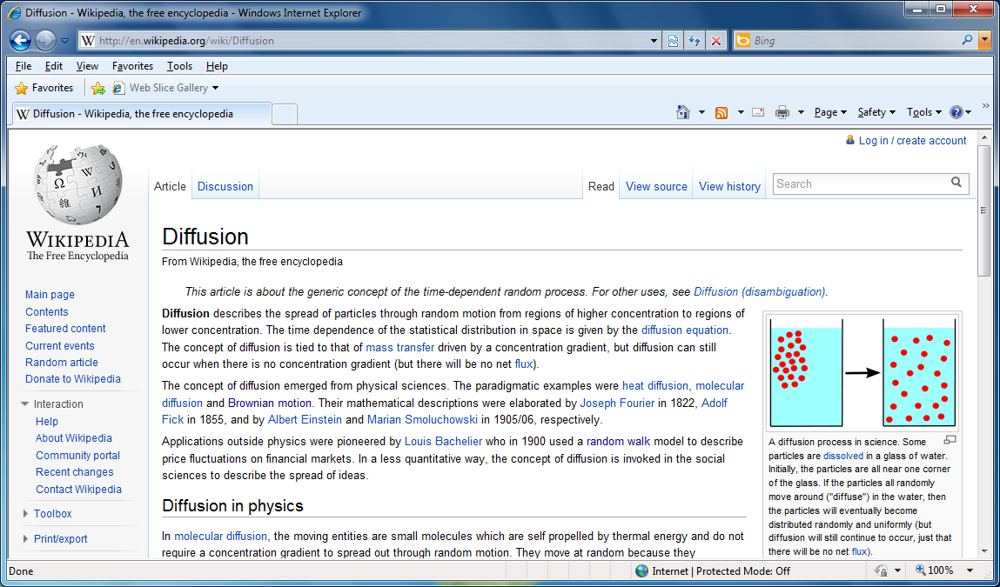 Diffusion - Wikipedia, the free encyclopedia - Windows Internet Explorer
http://en.wikipedia.org/wiki/Diffusion
Bing
File Edit View Favorites Tools Help
Favorites Web Slice Gallery
Diffusion - Wikipedia, the free encyclopedia
Page Safety Tools
Log in / create account
Article Discussion Read View source View history Search
WIKIPEDIA
The Free Encyclopedia
Main page
Contents
Featured content
Current events
Random article
Donate to Wikipedia
Interaction
Help
About Wikipedia
Community portal
Recent changes
Contact Wikipedia
Toolbox
Print/export
Diffusion
From Wikipedia, the free encyclopedia
This article is about the generic concept of the time-dependent random process. For other uses, see Diffusion (disambiguation).
Diffusion describes the spread of particles through random motion from regions of higher concentration to regions of
lower concentration. The time dependence of the statistical distribution in space is given by the diffusion equation.
The concept of diffusion is tied to that of mass transfer driven by a concentration gradient, but diffusion can still
occur when there is no concentration gradient (but there will be no net flux).
The concept of diffusion emerged from physical sciences. The paradigmatic examples were heat diffusion, molecular
diffusion and Brownian motion. Their mathematical descriptions were elaborated by Joseph Fourier in 1822, Adolf
Fick in 1855, and by Albert Einstein and Marian Smoluchowski in 1905/06, respectively.
Applications outside physics were pioneered by Louis Bachelier who in 1900 used a random walk model to describe
price fluctuations on financial markets. In a less quantitative way, the concept of diffusion is invoked in the social
sciences to describe the spread of ideas.
Diffusion in physics
In molecular diffusion, the moving entities are small molecules which are self propelled by thermal energy and do not
require a concentration gradient to spread out through random motion. They move at random because they
A diffusion process in science. Some
particles are dissolved in a glass of water.
Initially, the particles are all near one corner
of the glass. If the particles all randomly
move around ("diffuse") in the water, then
the particles will eventually become
distributed randomly and uniformly (but
diffusion will still continue to occur, just that
there will be no net flux).
Done
Internet | Protected Mode: Off
100%